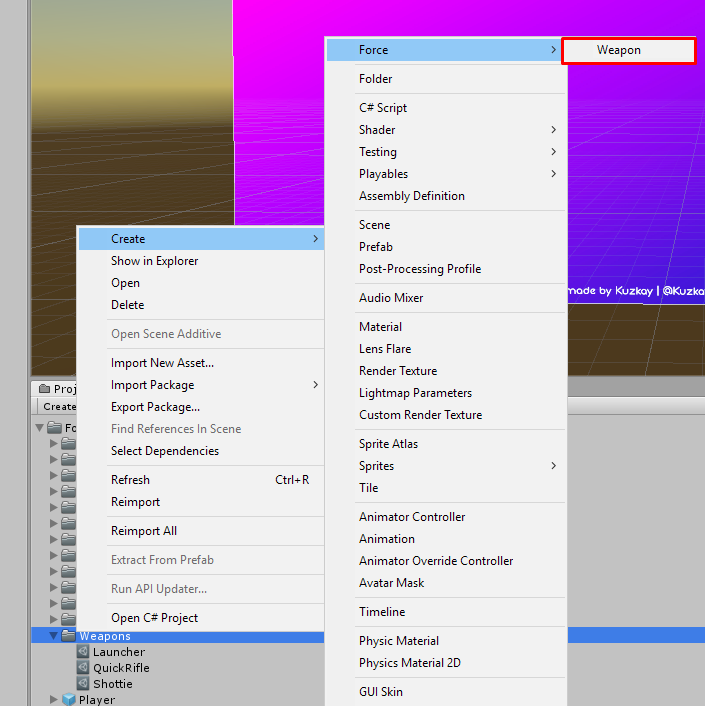 Force
Weapon
Folder
C# Script
Shader
Testing
Playables
Assembly Definition
Scene
Prefab
Post-Processing Profile
Audio Mixer
Material
Lens Flare
Render Texture
Lightmap Parameters
Custom Render Texture
Sprite Atlas
Sprites
Tile
Animator Controller
Animation
Animator Override Controller
Avatar Mask
Timeline
Physic Material
Physics Material 2D
GUI Skin
made by Kuzkay | @Kuzka
Create
Show in Explorer
Open
Delete
Open Scene Additive
Import New Asset...
Import Package
Export Package...
Find References In Scene
Select Dependencies
Refresh Ctrl+R
Reimport
Reimport All
Extract From Prefab
Run API Updater...
Open C# Project
Proj
Create
Fo
Weapons
Launcher
QuickRifle
Shottie
Player